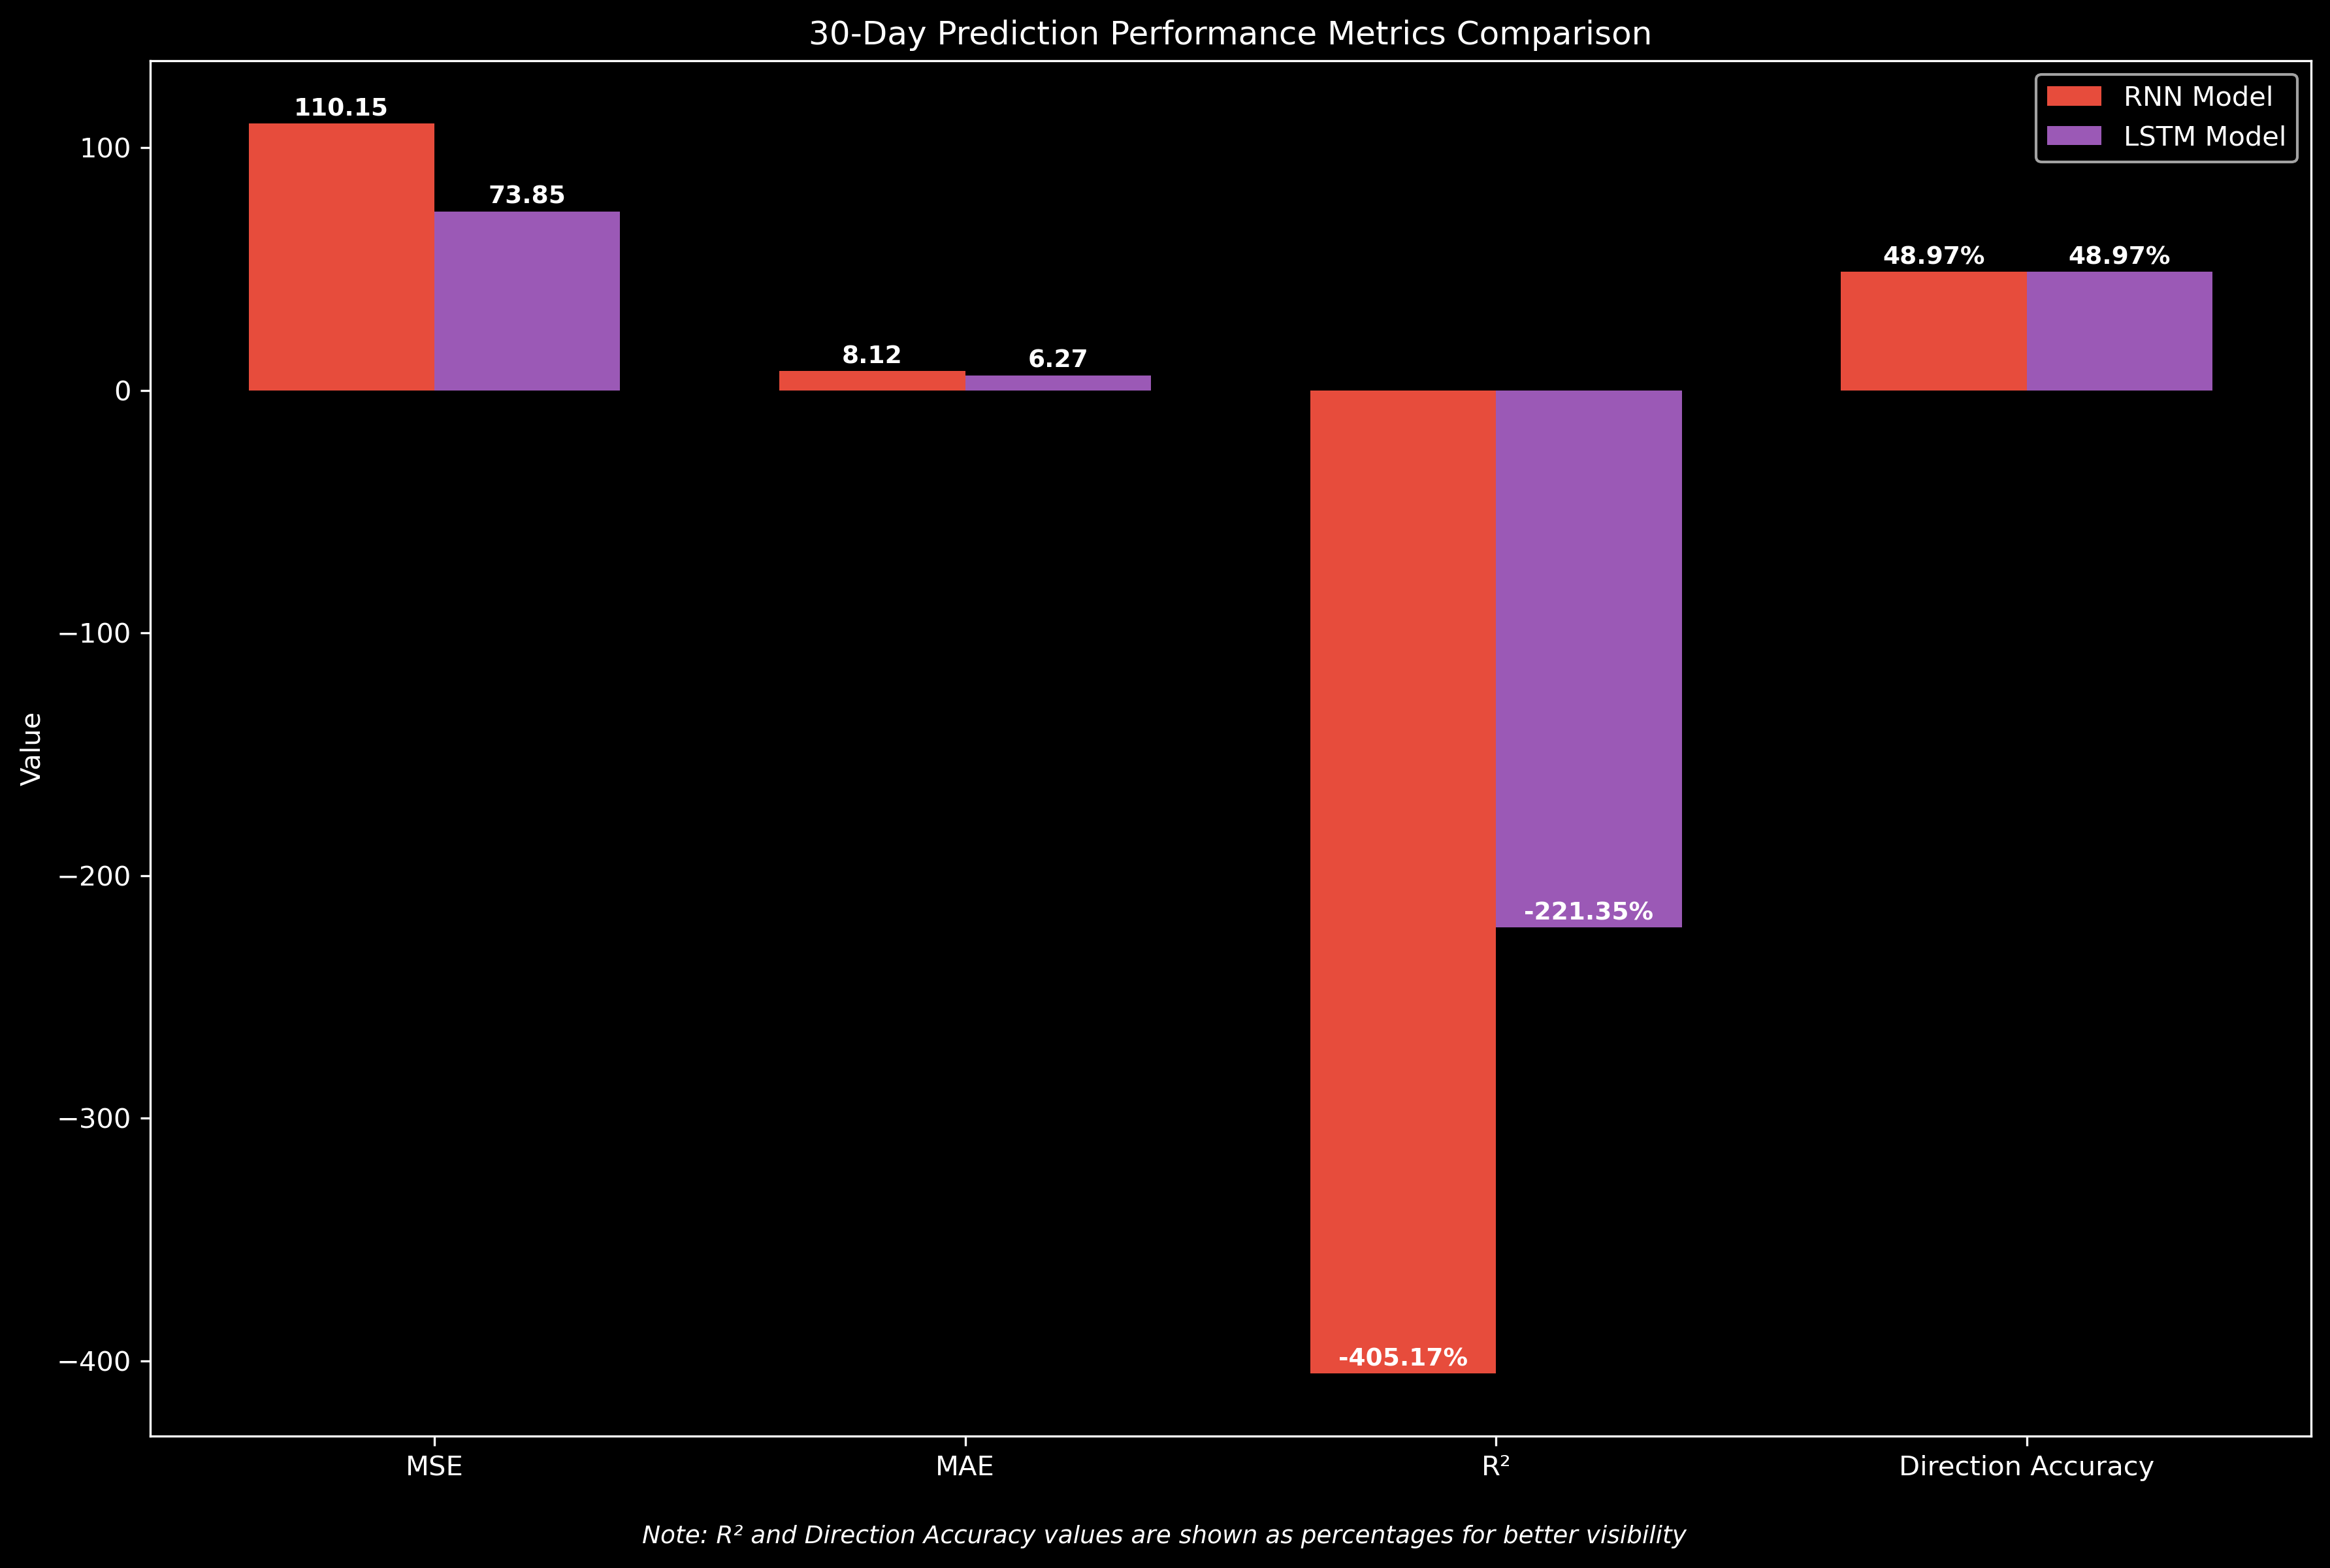 30-Day Prediction Performance Metrics Comparison
RNN Model
LSTM Model
110.15
73.85
8.12
6.27
-405.17%
-221.35%
48.97%
48.97%
Value
100
0
−100
−200
−300
−400
MSE
MAE
R²
Direction Accuracy
Note: R² and Direction Accuracy values are shown as percentages for better visibility